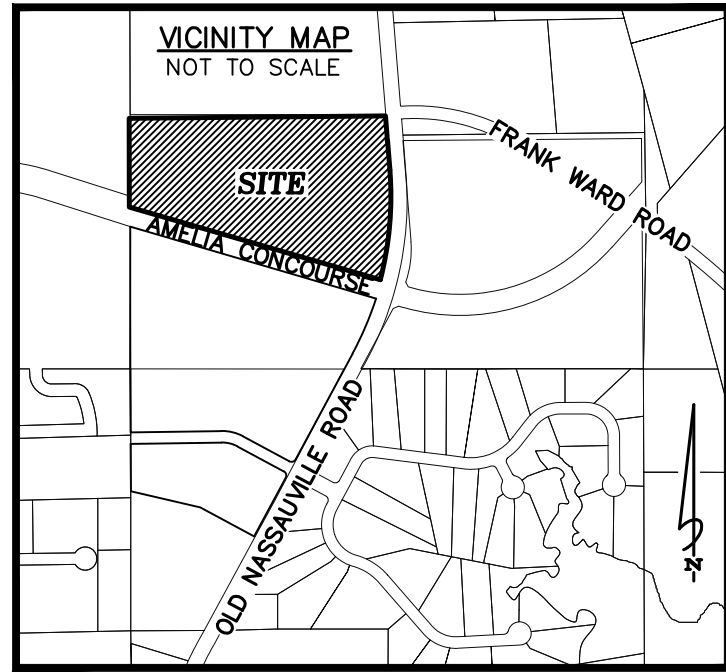 VICINITY MAP
NOT TO SCALE
FRANK WARD ROAD
SITE
AMELIA CONCOURSE
OLD NASSAUVILLE ROAD
N